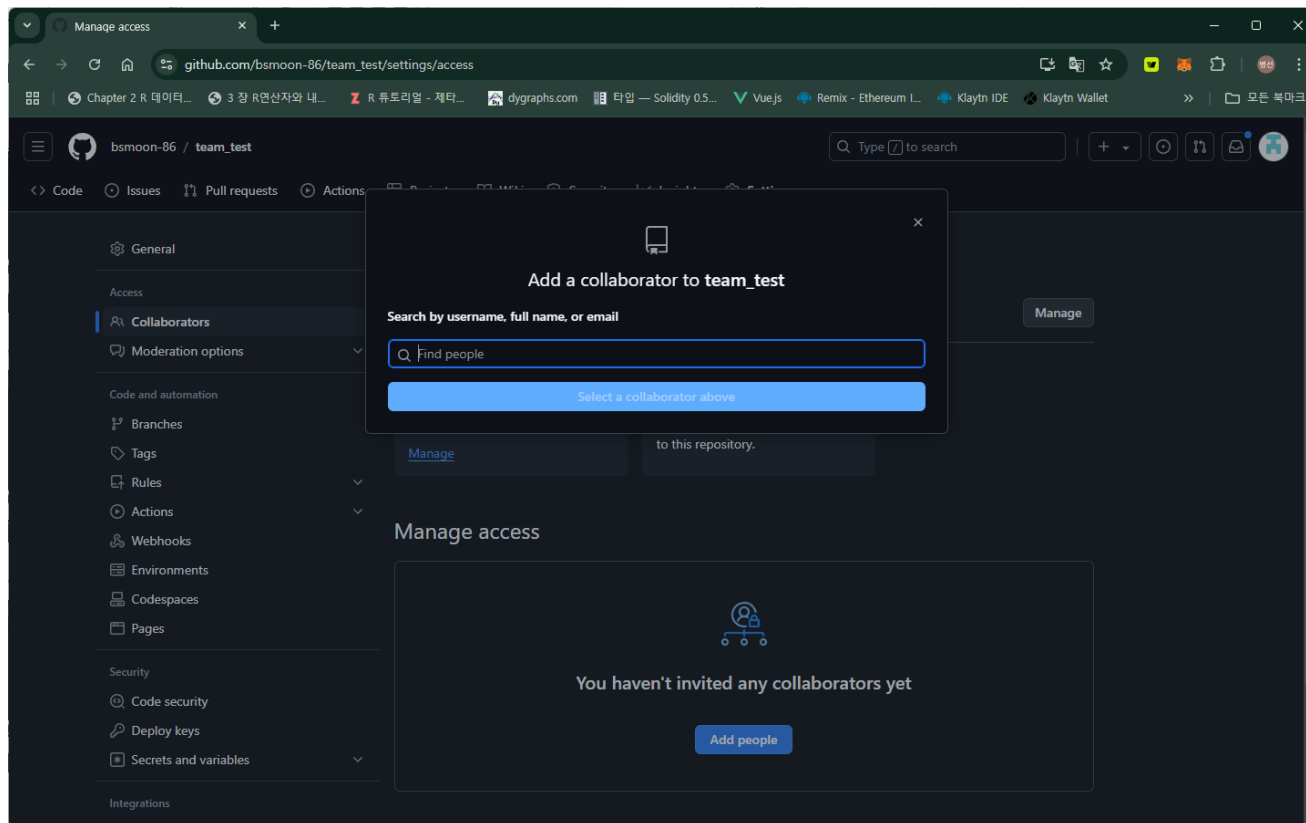 Manage access
github.com/bsmoon-86/team_test/settings/access
Chapter 2 R 데이터...
3 장 R연산자와 내...
R 튜토리얼 - 제타...
dygraphs.com
타입 — Solidity 0.5...
Vue.js
Remix - Ethereum I...
Klaytn IDE
Klaytn Wallet
모든 북마크
bsmoon-86 / team_test
Type / to search
Code
Issues
Pull requests
Actions
General
Access
Collaborators
Moderation options
Code and automation
Branches
Tags
Rules
Actions
Webhooks
Environments
Codespaces
Pages
Security
Code security
Deploy keys
Secrets and variables
Integrations
Add a collaborator to team_test
Search by username, full name, or email
Find people
Select a collaborator above
Manage
Manage
to this repository.
Manage access
You haven't invited any collaborators yet
Add people